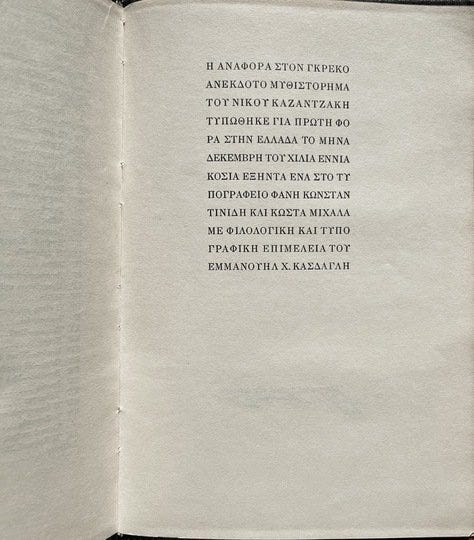 Η ΑΝΑΦΟΡΑ ΣΤΟΝ ΓΚΡΕΚΟ
ΑΝΕΚΔΟΤΟ ΜΥΘΙΣΤΟΡΗΜΑ
ΤΟΥ ΝΙΚΟΥ ΚΑΖΑΝΤΖΑΚΗ
ΤΥΠΩΘΗΚΕ ΓΙΑ ΠΡΩΤΗ ΦΟ
ΡΑ ΣΤΗΝ ΕΛΛΑΔΑ ΤΟ ΜΗΝΑ
ΔΕΚΕΜΒΡΗ ΤΟΥ ΧΙΛΙΑ ΕΝΝΙΑ
ΚΟΣΙΑ ΕΞΗΝΤΑ ΕΝΑ ΣΤΟ ΤΥ
ΠΟΓΡΑΦΕΙΟ ΦΑΝΗ ΚΩΝΣΤΑΝ
ΤΙΝΙΔΗ ΚΑΙ ΚΩΣΤΑ ΜΙΧΑΛΑ
ΜΕ ΦΙΛΟΛΟΓΙΚΗ ΚΑΙ ΤΥΠΟ
ΓΡΑΦΙΚΗ ΕΠΙΜΕΛΕΙΑ ΤΟΥ
ΕΜΜΑΝΟΥΗΛ Χ. ΚΑΣΔΑΓΛΗ